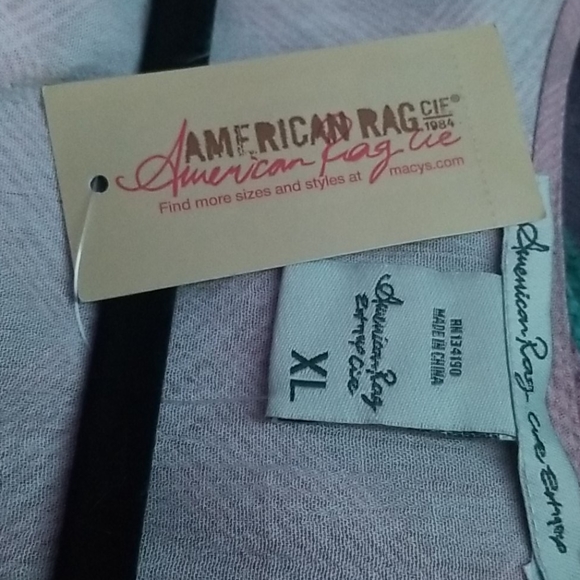 AMERICAN RAG CIE®
1984
American Rag Cie
Find more sizes and styles at macys.com
American Rag
Cie
XL
RN134190
MADE IN CHINA
American Rag Cie